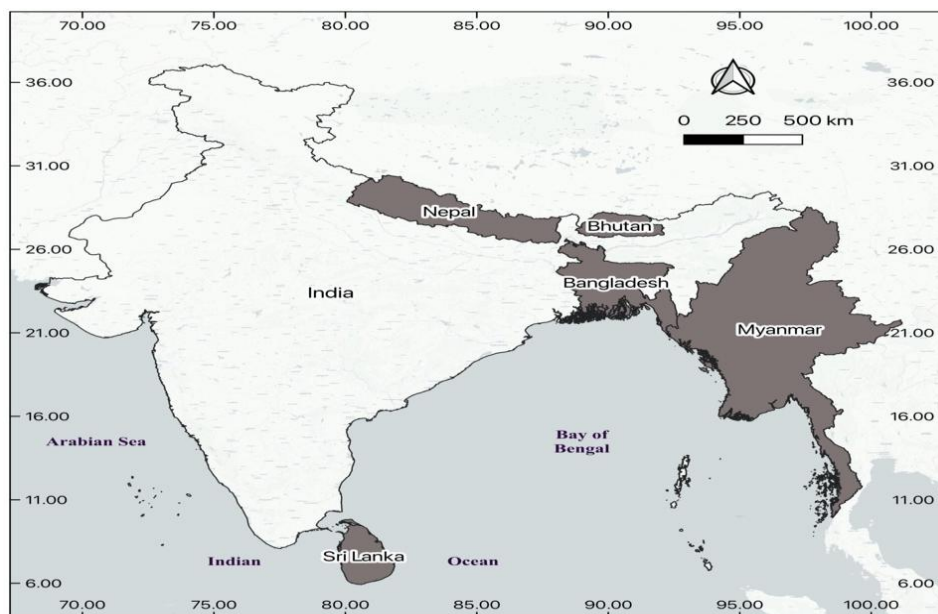 70.00 75.00 80.00 85.00 90.00 95.00 100.00
36.00 36.00
0 250 500 km
31.00 31.00
Nepal
Bhutan
26.00 26.00
Bangladesh
India
21.00 Myanmar 21.00
16.00 16.00
Arabian Sea
Bay of
Bengal
11.00 11.00
Sri Lanka
Indian Ocean
6.00 6.00
70.00 75.00 80.00 85.00 90.00 95.00 100.00